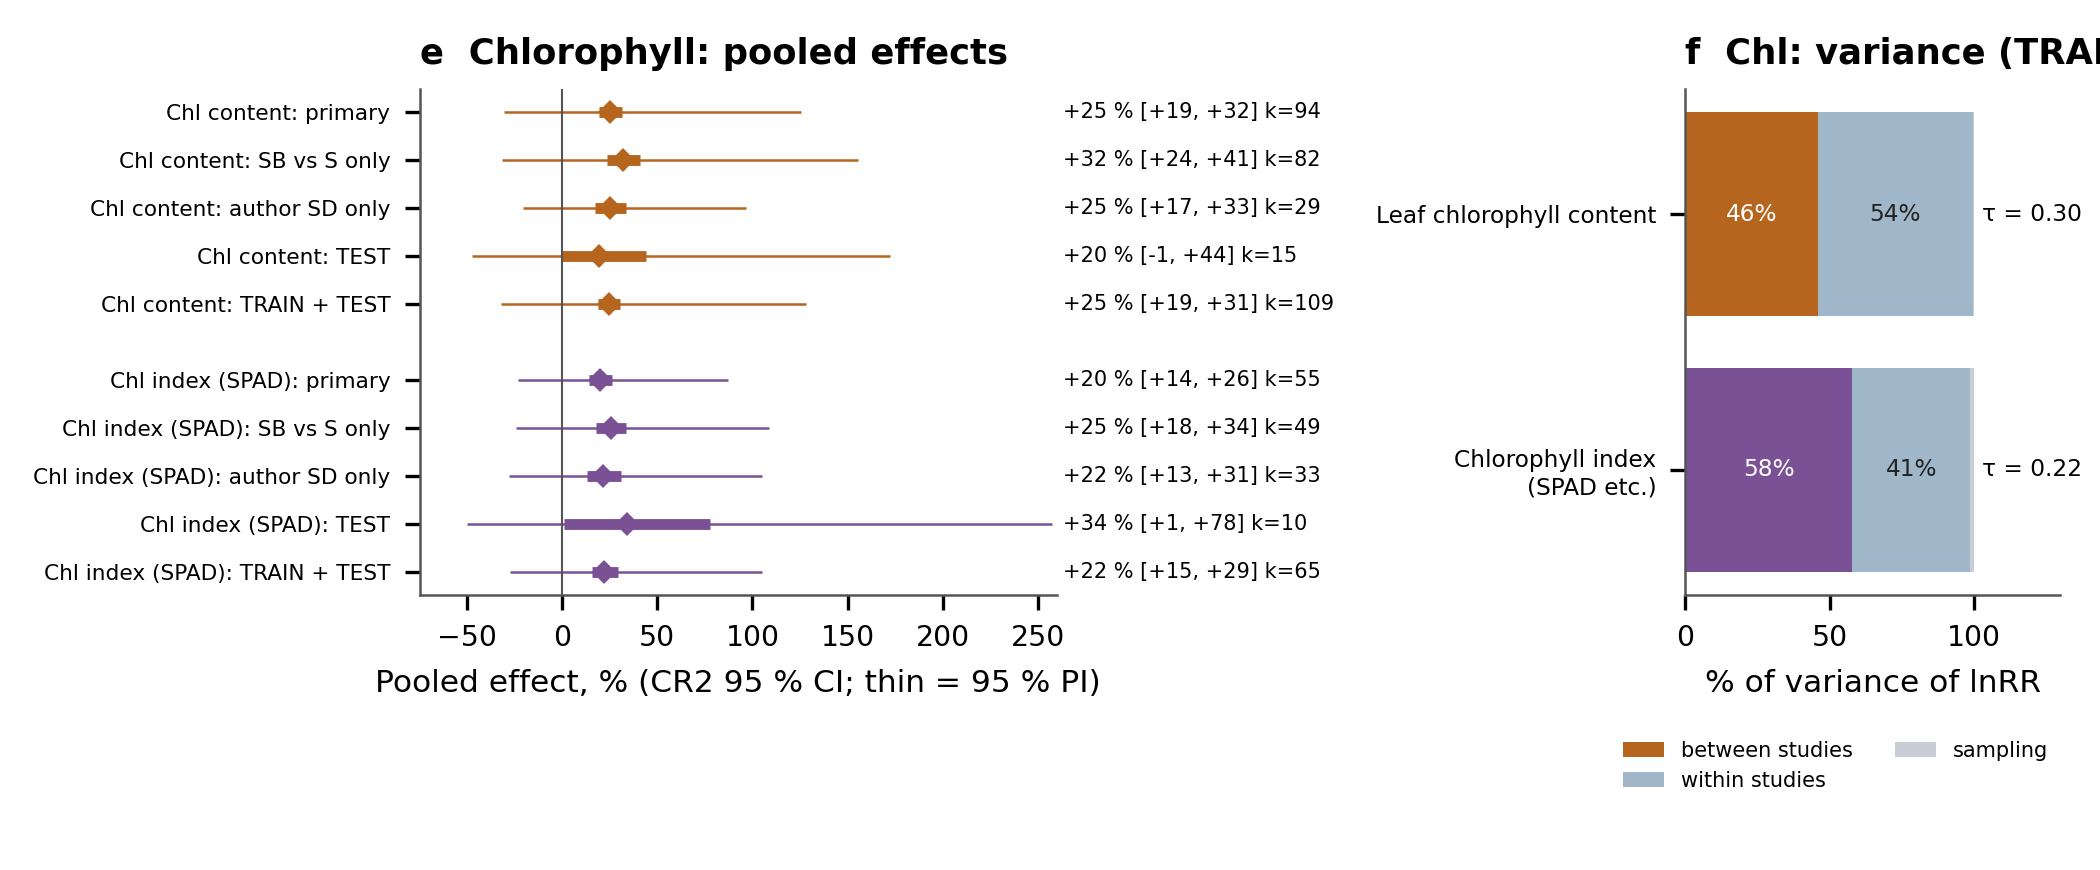 e  Chlorophyll: pooled effects
Chl content: primary
+25 % [+19, +32] k=94
Chl content: SB vs S only
+32 % [+24, +41] k=82
Chl content: author SD only
+25 % [+17, +33] k=29
Chl content: TEST
+20 % [-1, +44] k=15
Chl content: TRAIN + TEST
+25 % [+19, +31] k=109
Chl index (SPAD): primary
+20 % [+14, +26] k=55
Chl index (SPAD): SB vs S only
+25 % [+18, +34] k=49
Chl index (SPAD): author SD only
+22 % [+13, +31] k=33
Chl index (SPAD): TEST
+34 % [+1, +78] k=10
Chl index (SPAD): TRAIN + TEST
+22 % [+15, +29] k=65
−50 0 50 100 150 200 250
Pooled effect, % (CR2 95 % CI; thin = 95 % PI)
f  Chl: variance (TRAI
Leaf chlorophyll content
46% 54% τ = 0.30
Chlorophyll index
(SPAD etc.)
58% 41% τ = 0.22
0 50 100
% of variance of lnRR
between studies
within studies
sampling